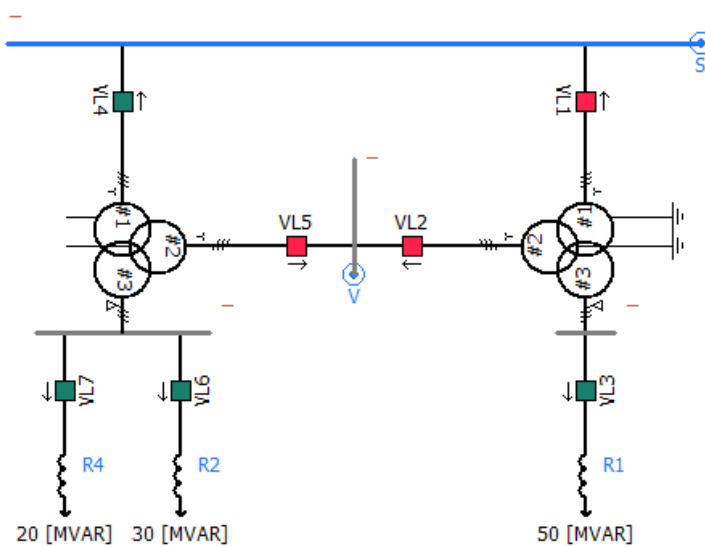 S
VL4
VL1
#1
#2
#3
VL5
V
VL2
#1
#2
#3
VL7
VL6
VL3
R4
R2
R1
20 [MVAR]
30 [MVAR]
50 [MVAR]